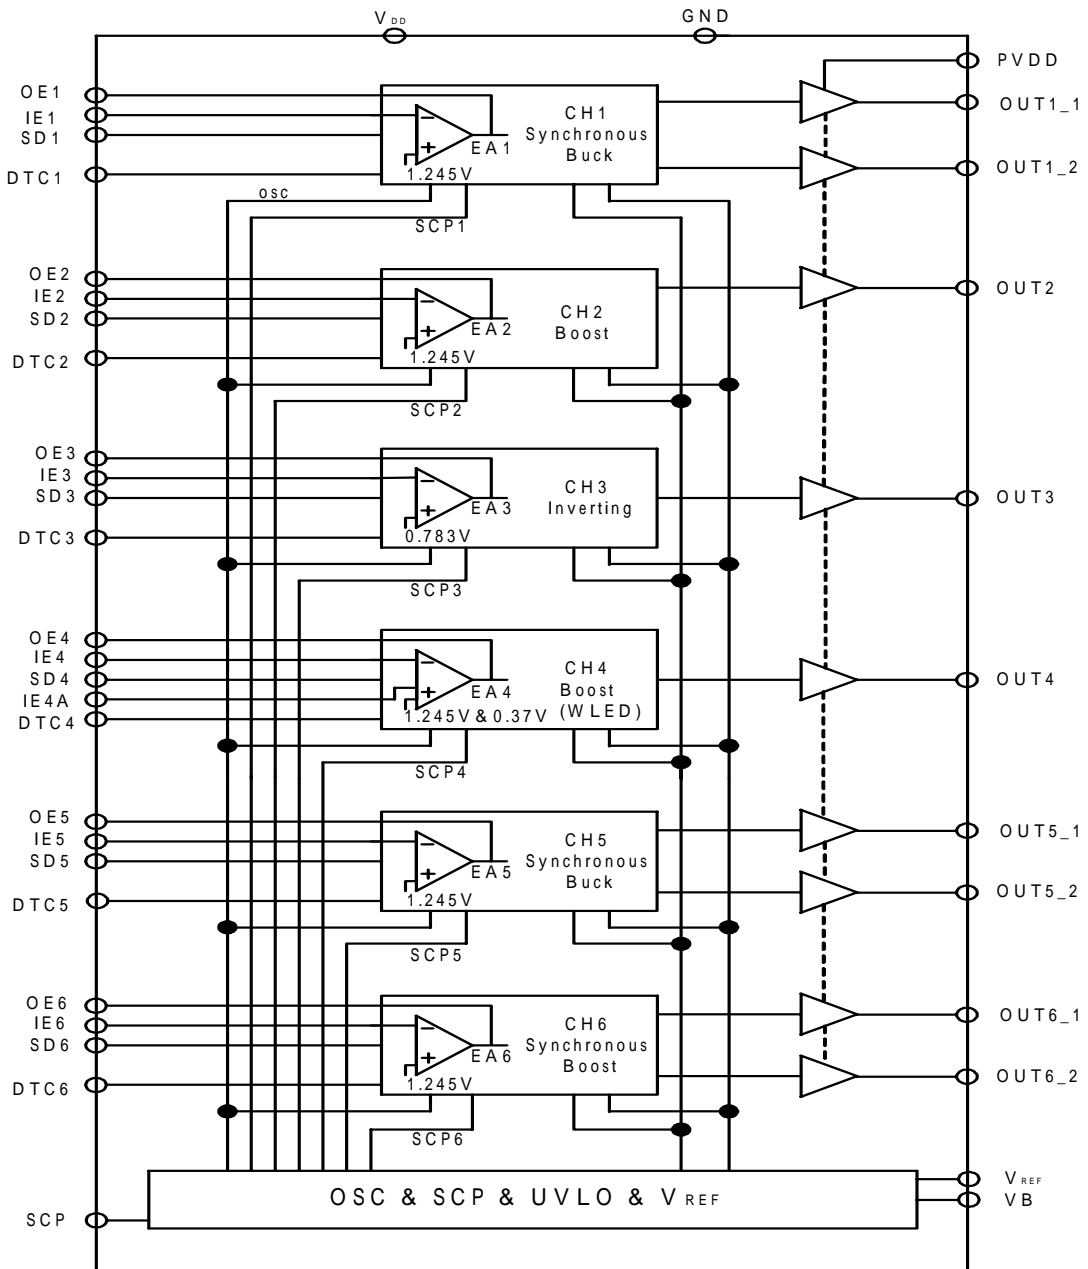 VDD
GND
PVDD
OE1
IE1
SD1
DTC1
−
+
EA1
1.245V
CH1
Synchronous
Buck
OUT1_1
OUT1_2
OSC
SCP1
OE2
IE2
SD2
DTC2
−
+
EA2
1.245V
CH2
Boost
OUT2
SCP2
OE3
IE3
SD3
DTC3
−
+
EA3
0.783V
CH3
Inverting
OUT3
SCP3
OE4
IE4
SD4
IE4A
DTC4
−
+
EA4
1.245V & 0.37V
CH4
Boost
(WLED)
OUT4
SCP4
OE5
IE5
SD5
DTC5
−
+
EA5
1.245V
CH5
Synchronous
Buck
OUT5_1
OUT5_2
SCP5
OE6
IE6
SD6
DTC6
−
+
EA6
1.245V
CH6
Synchronous
Boost
OUT6_1
OUT6_2
SCP6
OSC & SCP & UVLO & VREF
VREF
VB
SCP